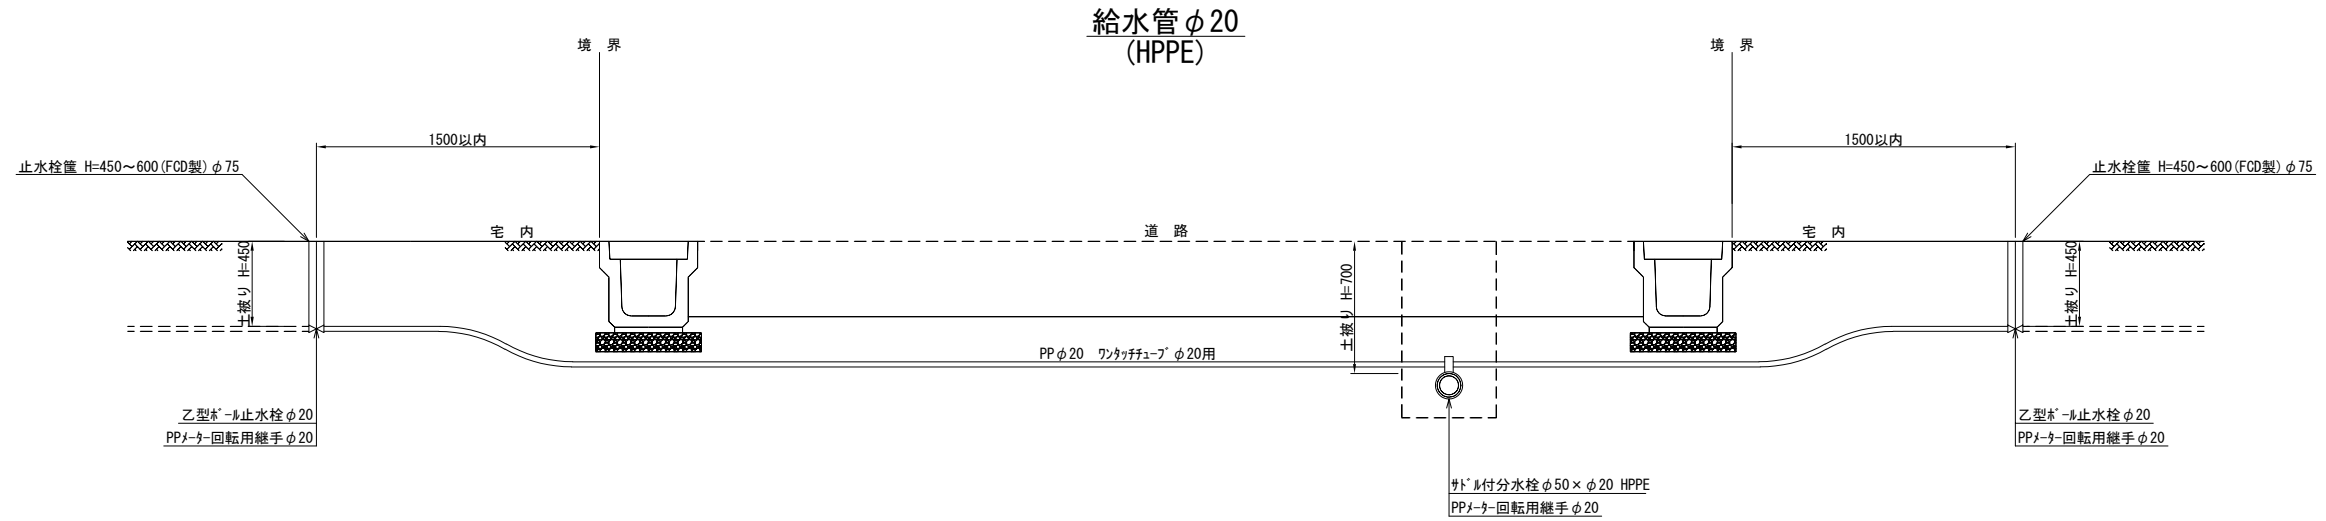 給水管φ20
(HPPE)
境 界
境 界
1500以内
1500以内
止水栓筐 H=450～600(FCD製)φ75
止水栓筐 H=450～600(FCD製)φ75
宅 内
道 路
宅 内
土被り H=450
土被り H=700
土被り H=450
PPφ20 ﾜﾝﾀｯﾁﾁｭｰﾌﾞφ20用
乙型ﾎﾞｰﾙ止水栓φ20
PPﾒｰﾀｰ回転用継手φ20
乙型ﾎﾞｰﾙ止水栓φ20
PPﾒｰﾀｰ回転用継手φ20
ｻﾄﾞﾙ付分水栓φ50×φ20 HPPE
PPﾒｰﾀｰ回転用継手φ20